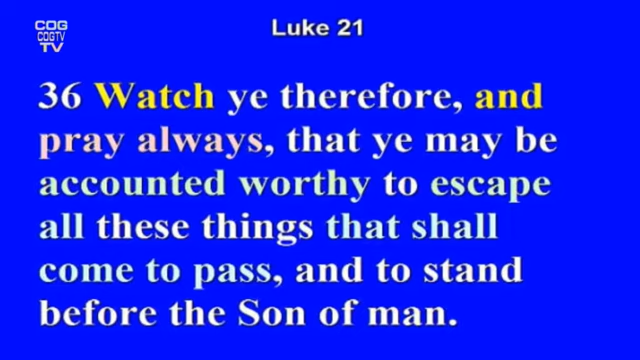 COG
COGTV
TV
Luke 21
36 Watch ye therefore, and
pray always, that ye may be
accounted worthy to escape
all these things that shall
come to pass, and to stand
before the Son of man.